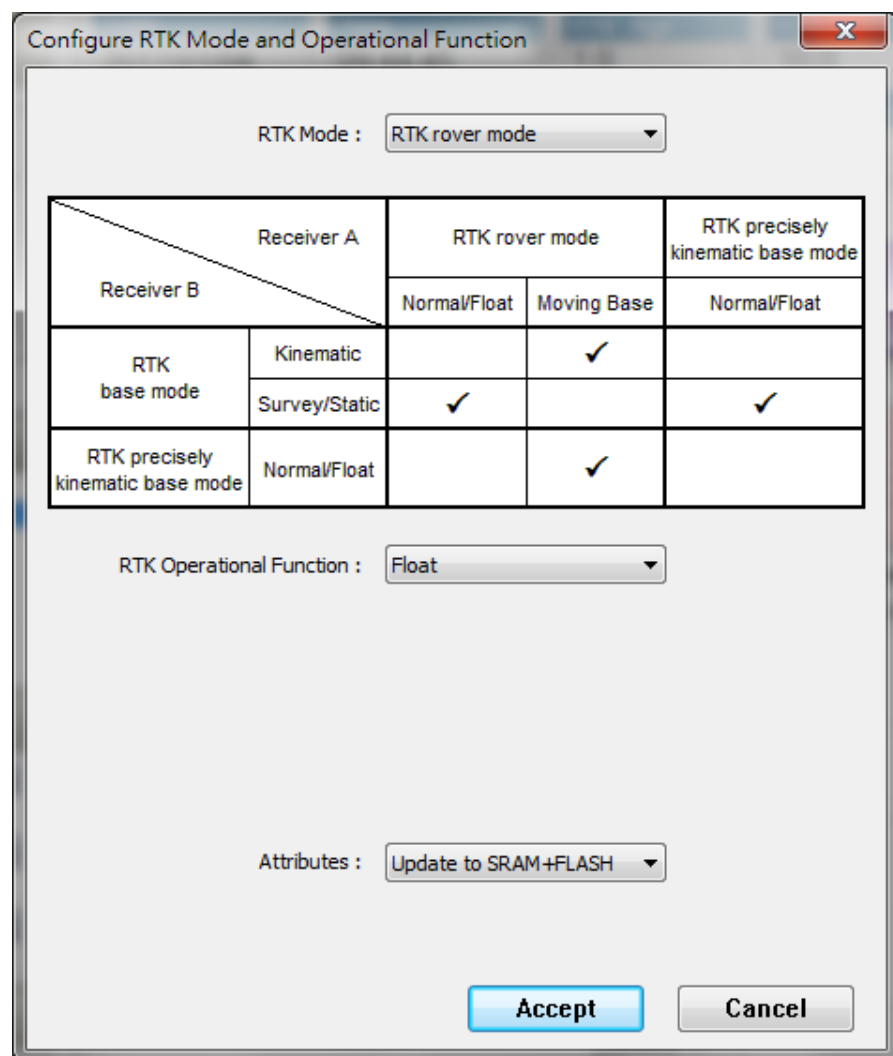 Configure RTK Mode and Operational Function
RTK Mode :
RTK rover mode
Receiver A
Receiver B
RTK rover mode
RTK precisely
kinematic base mode
Normal/Float
Moving Base
Normal/Float
RTK
base mode
Kinematic
✓
Survey/Static
✓
✓
RTK precisely
kinematic base mode
Normal/Float
✓
RTK Operational Function :
Float
Attributes :
Update to SRAM+FLASH
Accept
Cancel